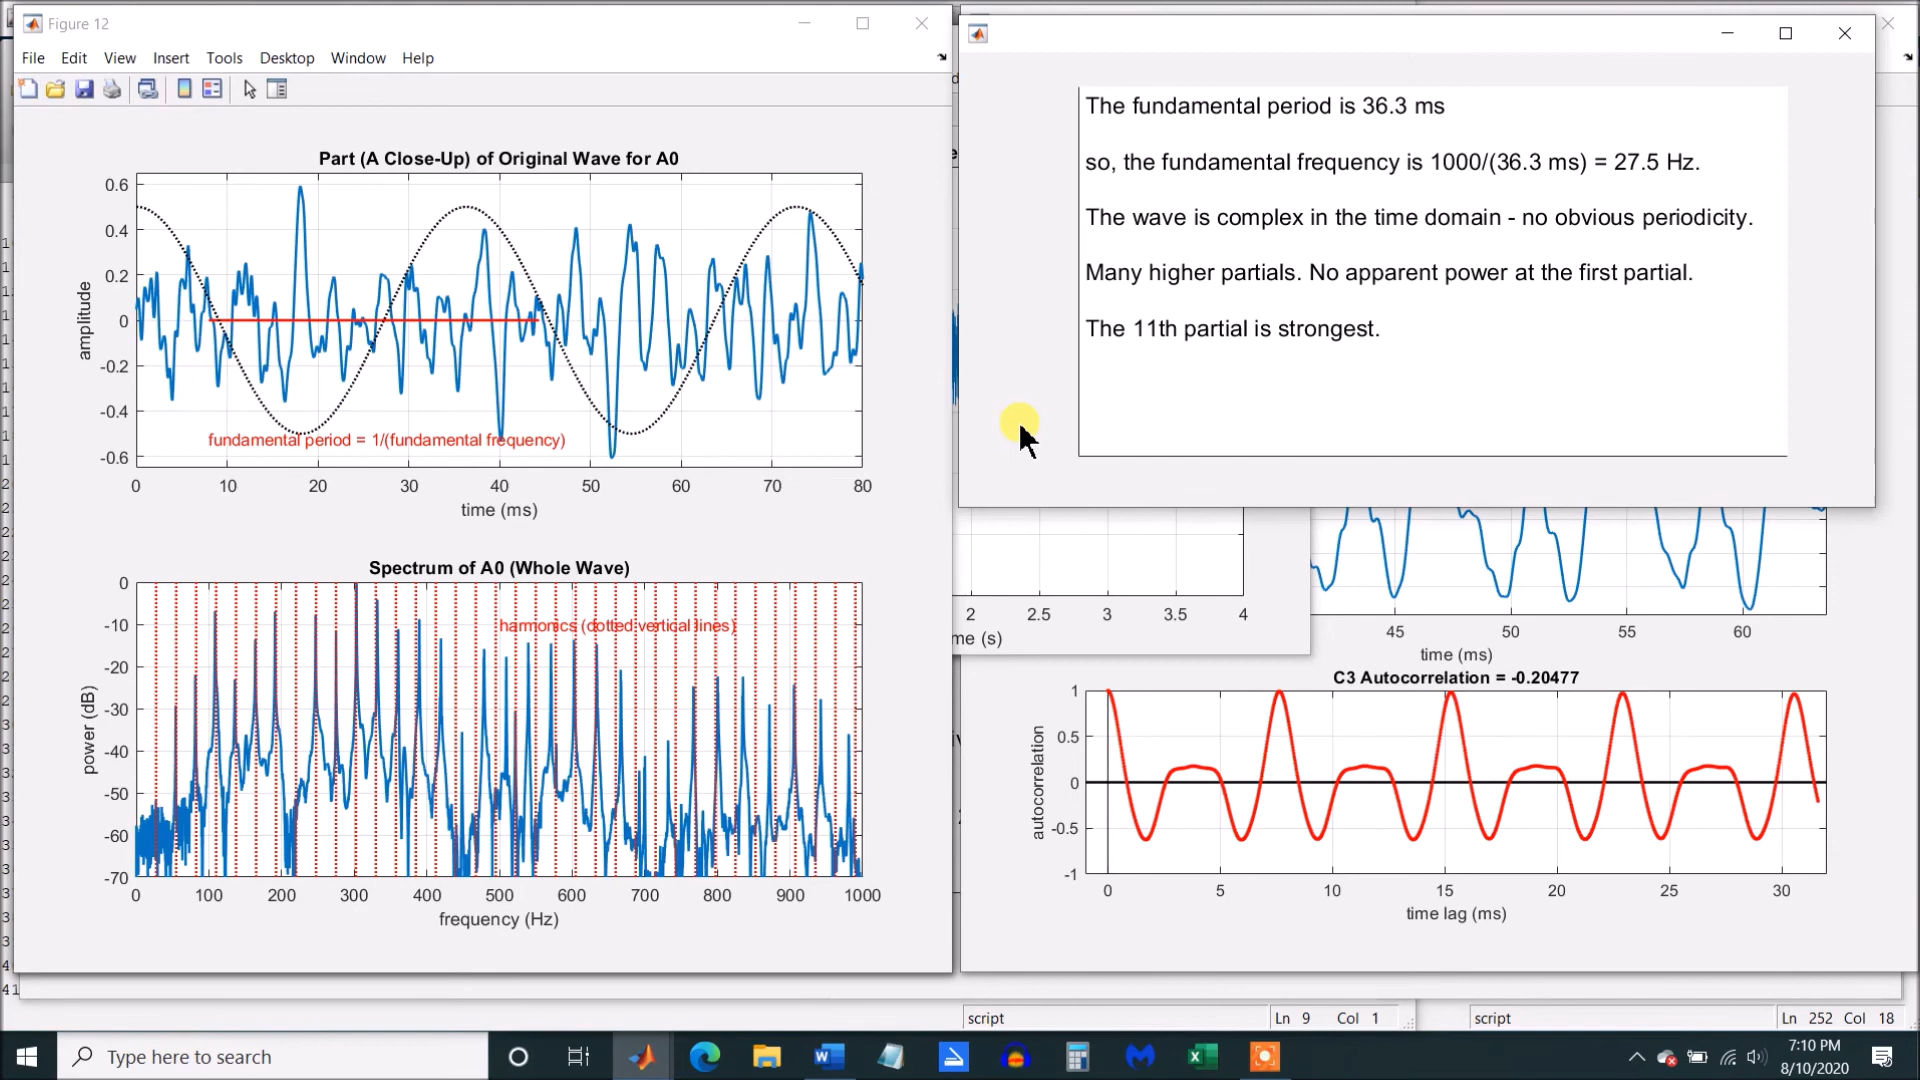 Figure 12
File Edit View Insert Tools Desktop Window Help
Part (A Close-Up) of Original Wave for A0
0.6
0.4
0.2
0
-0.2
-0.4
-0.6
amplitude
fundamental period = 1/(fundamental frequency)
0 10 20 30 40 50 60 70 80
time (ms)
Spectrum of A0 (Whole Wave)
0
-10
-20
-30
-40
-50
-60
-70
power (dB)
harmonics (dotted vertical lines)
0 100 200 300 400 500 600 700 800 900 1000
frequency (Hz)
The fundamental period is 36.3 ms
so, the fundamental frequency is 1000/(36.3 ms) = 27.5 Hz.
The wave is complex in the time domain - no obvious periodicity.
Many higher partials. No apparent power at the first partial.
The 11th partial is strongest.
2 2.5 3 3.5 4
me (s)
45 50 55 60
time (ms)
C3 Autocorrelation = -0.20477
1
0.5
0
-0.5
-1
autocorrelation
0 5 10 15 20 25 30
time lag (ms)
script Ln 9 Col 1
script Ln 252 Col 18
Type here to search
7:10 PM
8/10/2020